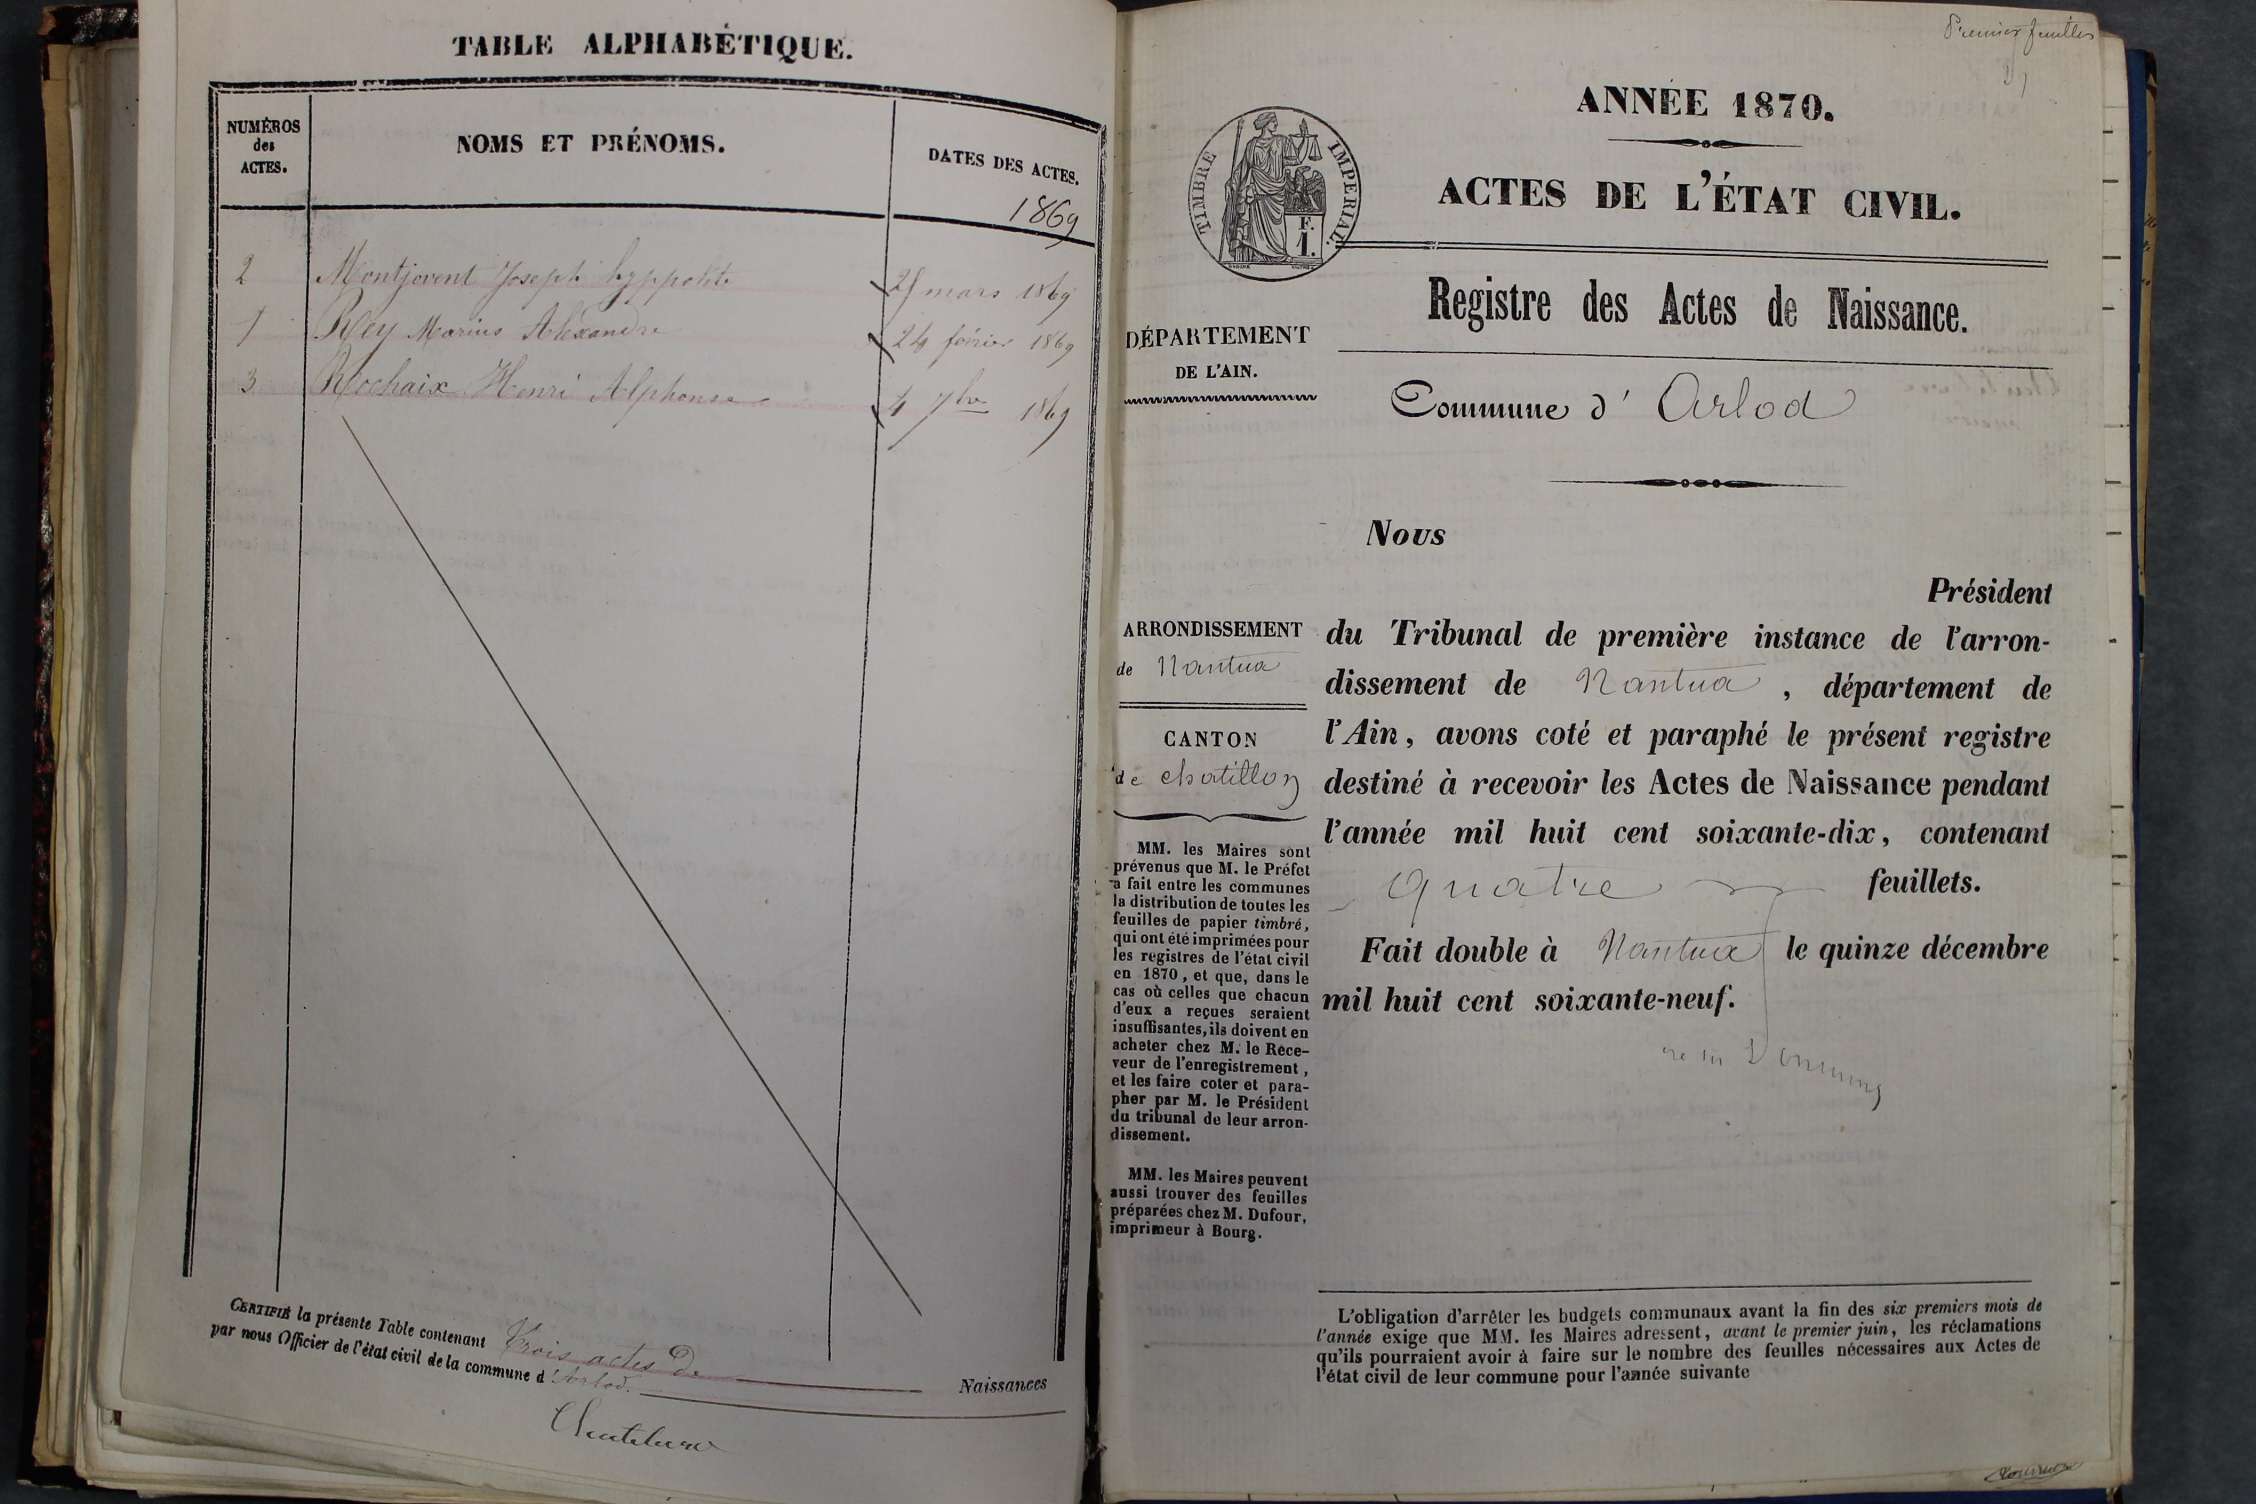 TABLE ALPHABÉTIQUE.
NUMÉROS
des
ACTES.
NOMS ET PRÉNOMS.
DATES DES ACTES.
1869
2 Montjovent Joseph hyppolite mars 1869
1 Rey Marius Alexandre 24 février 1869
3 Rochaix Henri Alphonse 4 7bre 1869
CERTIFIÉ la présente Table contenant Trois actes de Naissances
par nous Officier de l'état civil de la commune d'Arlod.
Premier feuillet
ANNÉE 1870.
ACTES DE L'ÉTAT CIVIL.
TIMBRE IMPERIAL.
F.
1.
Registre des Actes de Naissance.
DÉPARTEMENT
DE L'AIN.
Commune d' Arlod
ARRONDISSEMENT
de Nantua
CANTON
de chatillon
MM. les Maires sont
prévenus que M. le Préfet
a fait entre les communes
la distribution de toutes les
feuilles de papier timbré,
qui ont été imprimées pour
les registres de l'état civil
en 1870, et que, dans le
cas où celles que chacun
d'eux a reçues seraient
insuffisantes, ils doivent en
acheter chez M. le Rece-
veur de l'enregistrement,
et les faire coter et para-
pher par M. le Président
du tribunal de leur arron-
dissement.
MM. les Maires peuvent
aussi trouver des feuilles
préparées chez M. Dufour,
imprimeur à Bourg.
Nous
Président
du Tribunal de première instance de l'arron-
dissement de Nantua, département de
l'Ain, avons coté et paraphé le présent registre
destiné à recevoir les Actes de Naissance pendant
l'année mil huit cent soixante-dix, contenant
quatre feuillets.
Fait double à Nantua le quinze décembre
mil huit cent soixante-neuf.
L'obligation d'arrêter les budgets communaux avant la fin des six premiers mois de
l'année exige que MM. les Maires adressent, avant le premier juin, les réclamations
qu'ils pourraient avoir à faire sur le nombre des feuilles nécessaires aux Actes de
l'état civil de leur commune pour l'année suivante